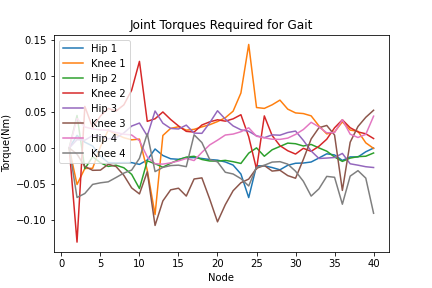 Joint Torques Required for Gait
Torque(Nm)
0.15
0.10
0.05
0.00
−0.05
−0.10
Hip 1
Knee 1
Hip 2
Knee 2
Hip 3
Knee 3
Hip 4
Knee 4
0 5 10 15 20 25 30 35 40
Node